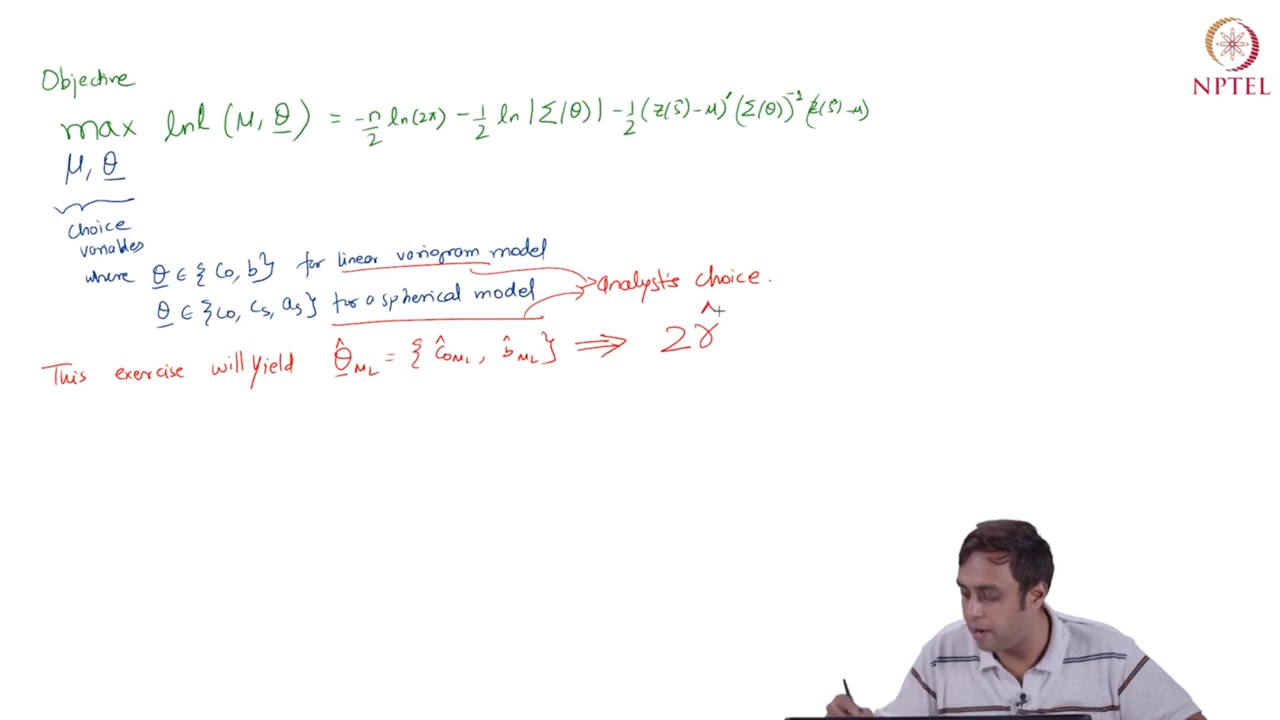 Objective
max lnl (μ, θ) = -n/2 ln(2π) - 1/2 ln |Σ(θ)| - 1/2 (z(s) - μ)' (Σ(θ))⁻¹ (z(s) - μ)
μ, θ
choice
variables
where θ ∈ {c₀, b} for linear variogram model
θ ∈ {c₀, cₛ, aₛ} for a spherical model
analyst's choice.
This exercise will yield θ̂_ML = { ĉ₀ML, b̂ML } ⟹ 2γ̂
NPTEL